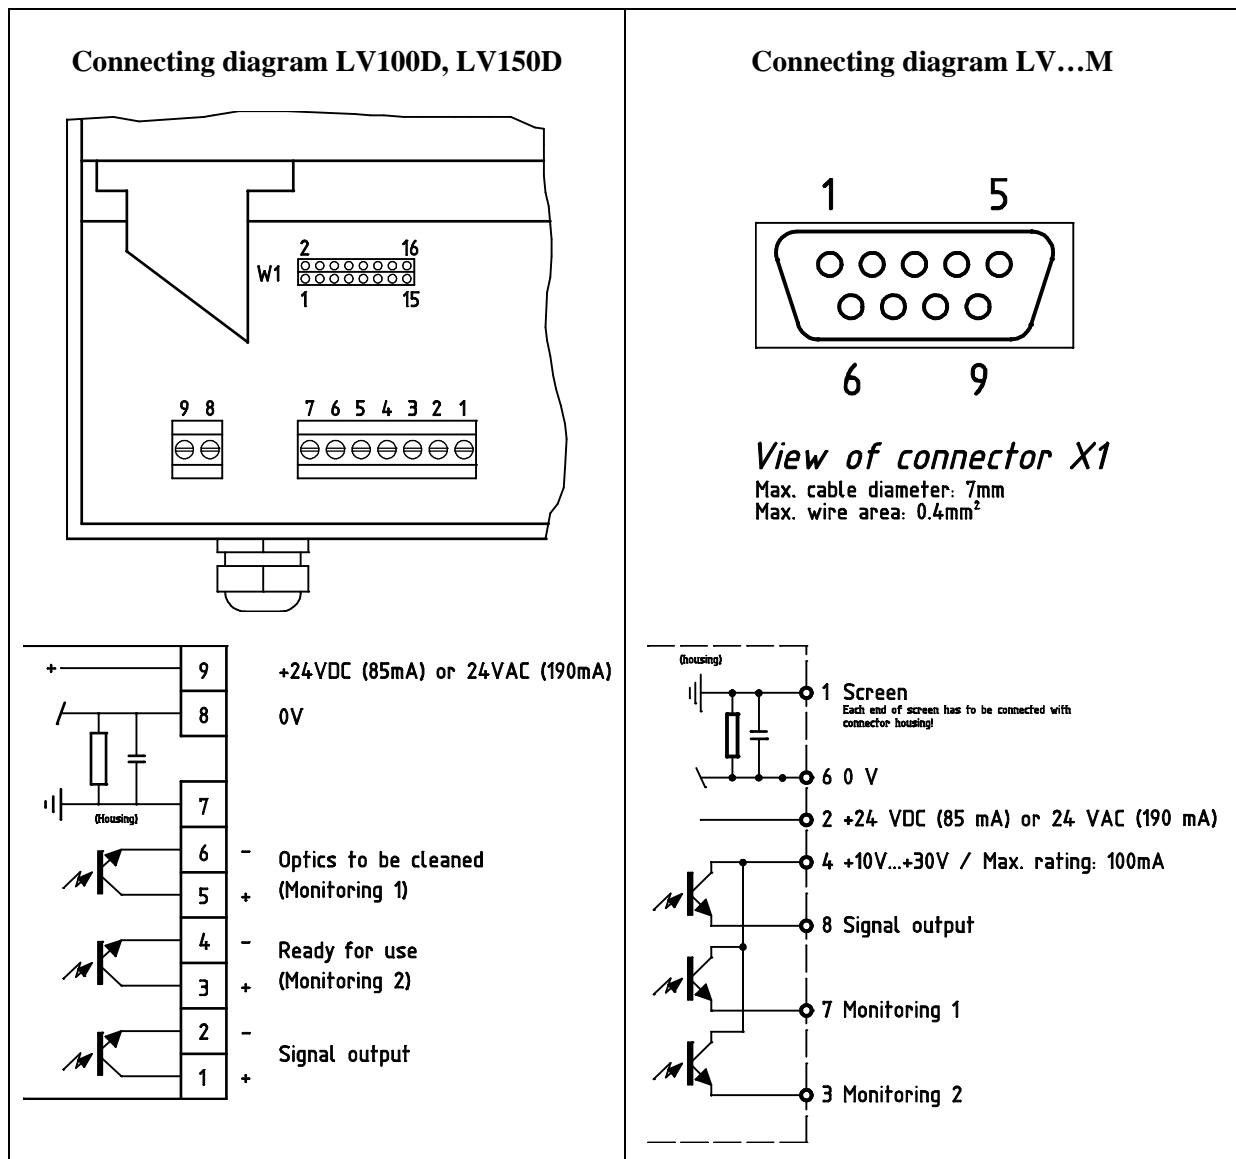 Connecting diagram LV100D, LV150D
2 16
W1
1 15
9 8 7 6 5 4 3 2 1
+ 9 +24VDC (85mA) or 24VAC (190mA)
8 0V
7
(Housing)
6 - Optics to be cleaned
5 + (Monitoring 1)
4 - Ready for use
3 + (Monitoring 2)
2 -
Signal output
1 +
Connecting diagram LV...M
1 5
6 9
View of connector X1
Max. cable diameter: 7mm
Max. wire area: 0.4mm²
(housing)
1 Screen
Each end of screen has to be connected with
connector housing!
6 0 V
2 +24 VDC (85 mA) or 24 VAC (190 mA)
4 +10V...+30V / Max. rating: 100mA
8 Signal output
7 Monitoring 1
3 Monitoring 2